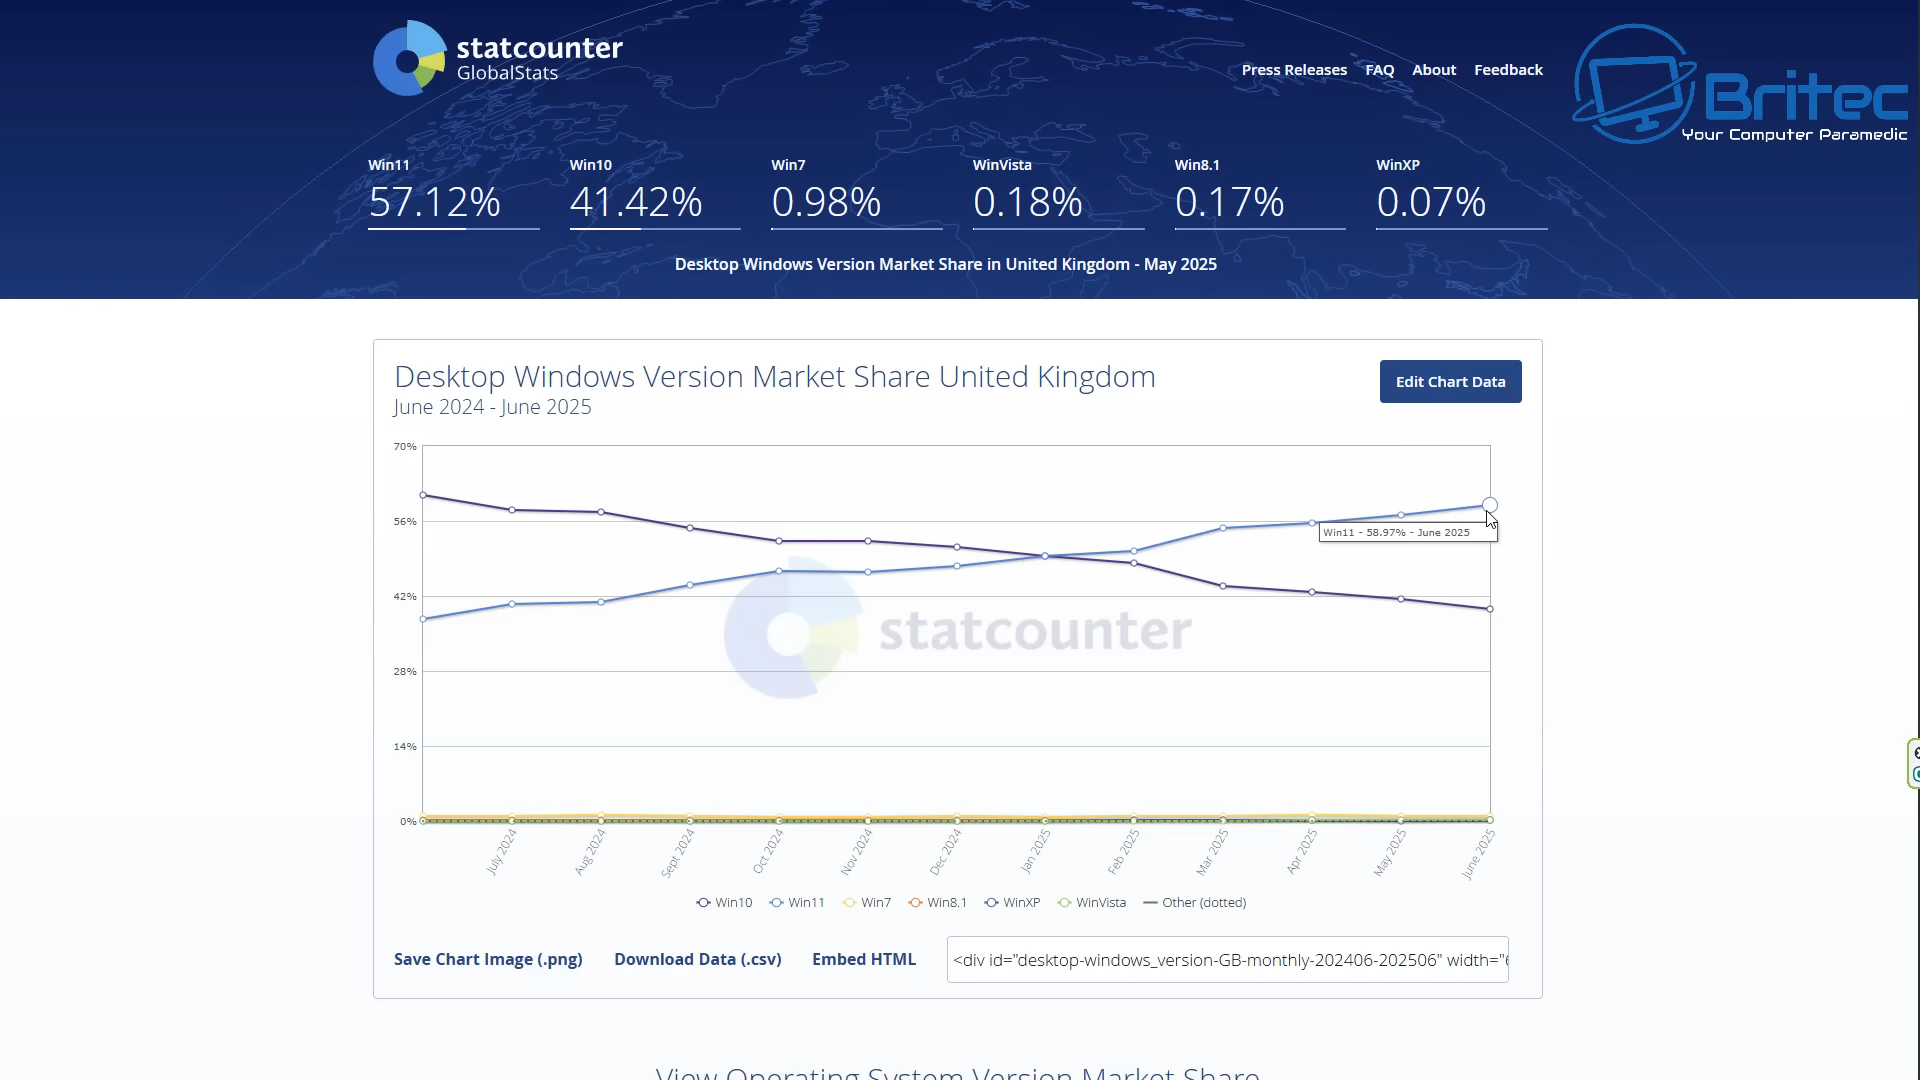 statcounter
GlobalStats
Press Releases FAQ About Feedback
Britec
Your Computer Paramedic
Win11 Win10 Win7 WinVista Win8.1 WinXP
57.12% 41.42% 0.98% 0.18% 0.17% 0.07%
Desktop Windows Version Market Share in United Kingdom - May 2025
Desktop Windows Version Market Share United Kingdom
June 2024 - June 2025
Edit Chart Data
70%
56%
Win11 - 58.97% - June 2025
42%
statcounter
28%
14%
0%
July 2024 Aug 2024 Sept 2024 Oct 2024 Nov 2024 Dec 2024 Jan 2025 Feb 2025 Mar 2025 Apr 2025 May 2025 June 2025
Win10 Win11 Win7 Win8.1 WinXP WinVista Other (dotted)
Save Chart Image (.png) Download Data (.csv) Embed HTML <div id="desktop-windows_version-GB-monthly-202406-202506" width="6
View Operating System Version Market Share